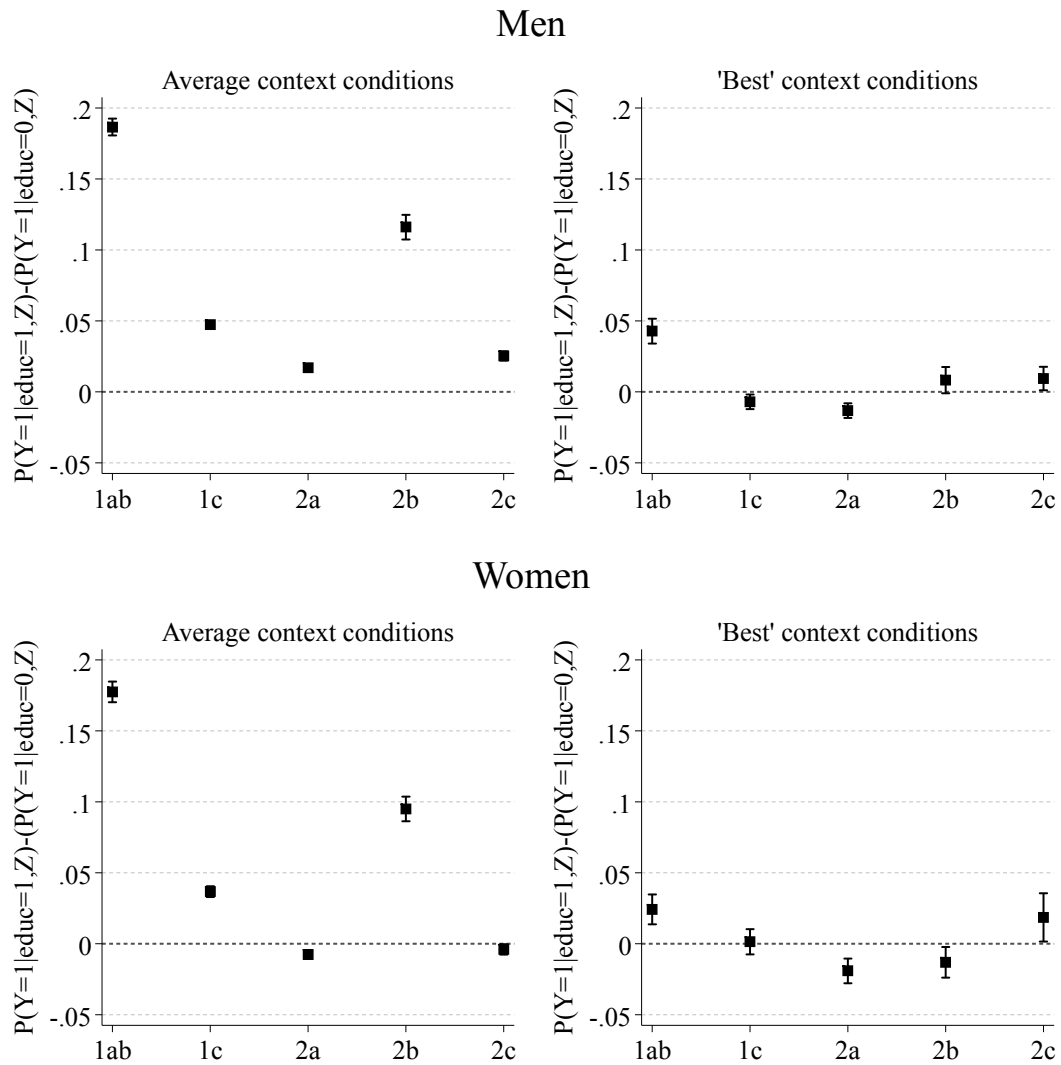 Men
Average context conditions
'Best' context conditions
P(Y=1|educ=1,Z)-(P(Y=1|educ=0,Z)
.2
.15
.1
.05
0
-.05
1ab 1c 2a 2b 2c
P(Y=1|educ=1,Z)-(P(Y=1|educ=0,Z)
.2
.15
.1
.05
0
-.05
1ab 1c 2a 2b 2c
Women
Average context conditions
'Best' context conditions
P(Y=1|educ=1,Z)-(P(Y=1|educ=0,Z)
.2
.15
.1
.05
0
-.05
1ab 1c 2a 2b 2c
P(Y=1|educ=1,Z)-(P(Y=1|educ=0,Z)
.2
.15
.1
.05
0
-.05
1ab 1c 2a 2b 2c